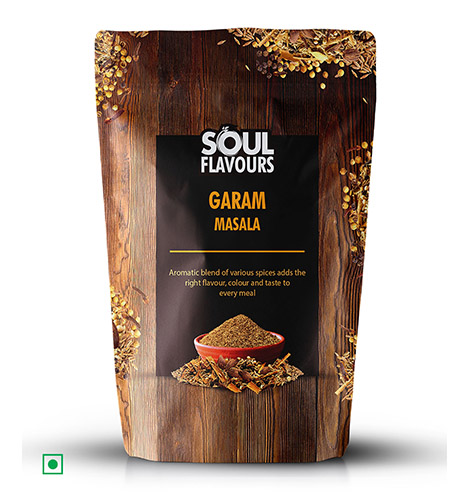 SOUL
FLAVOURS
GARAM
MASALA
Aromatic blend of various spices adds the
right flavour, colour and taste to
every meal